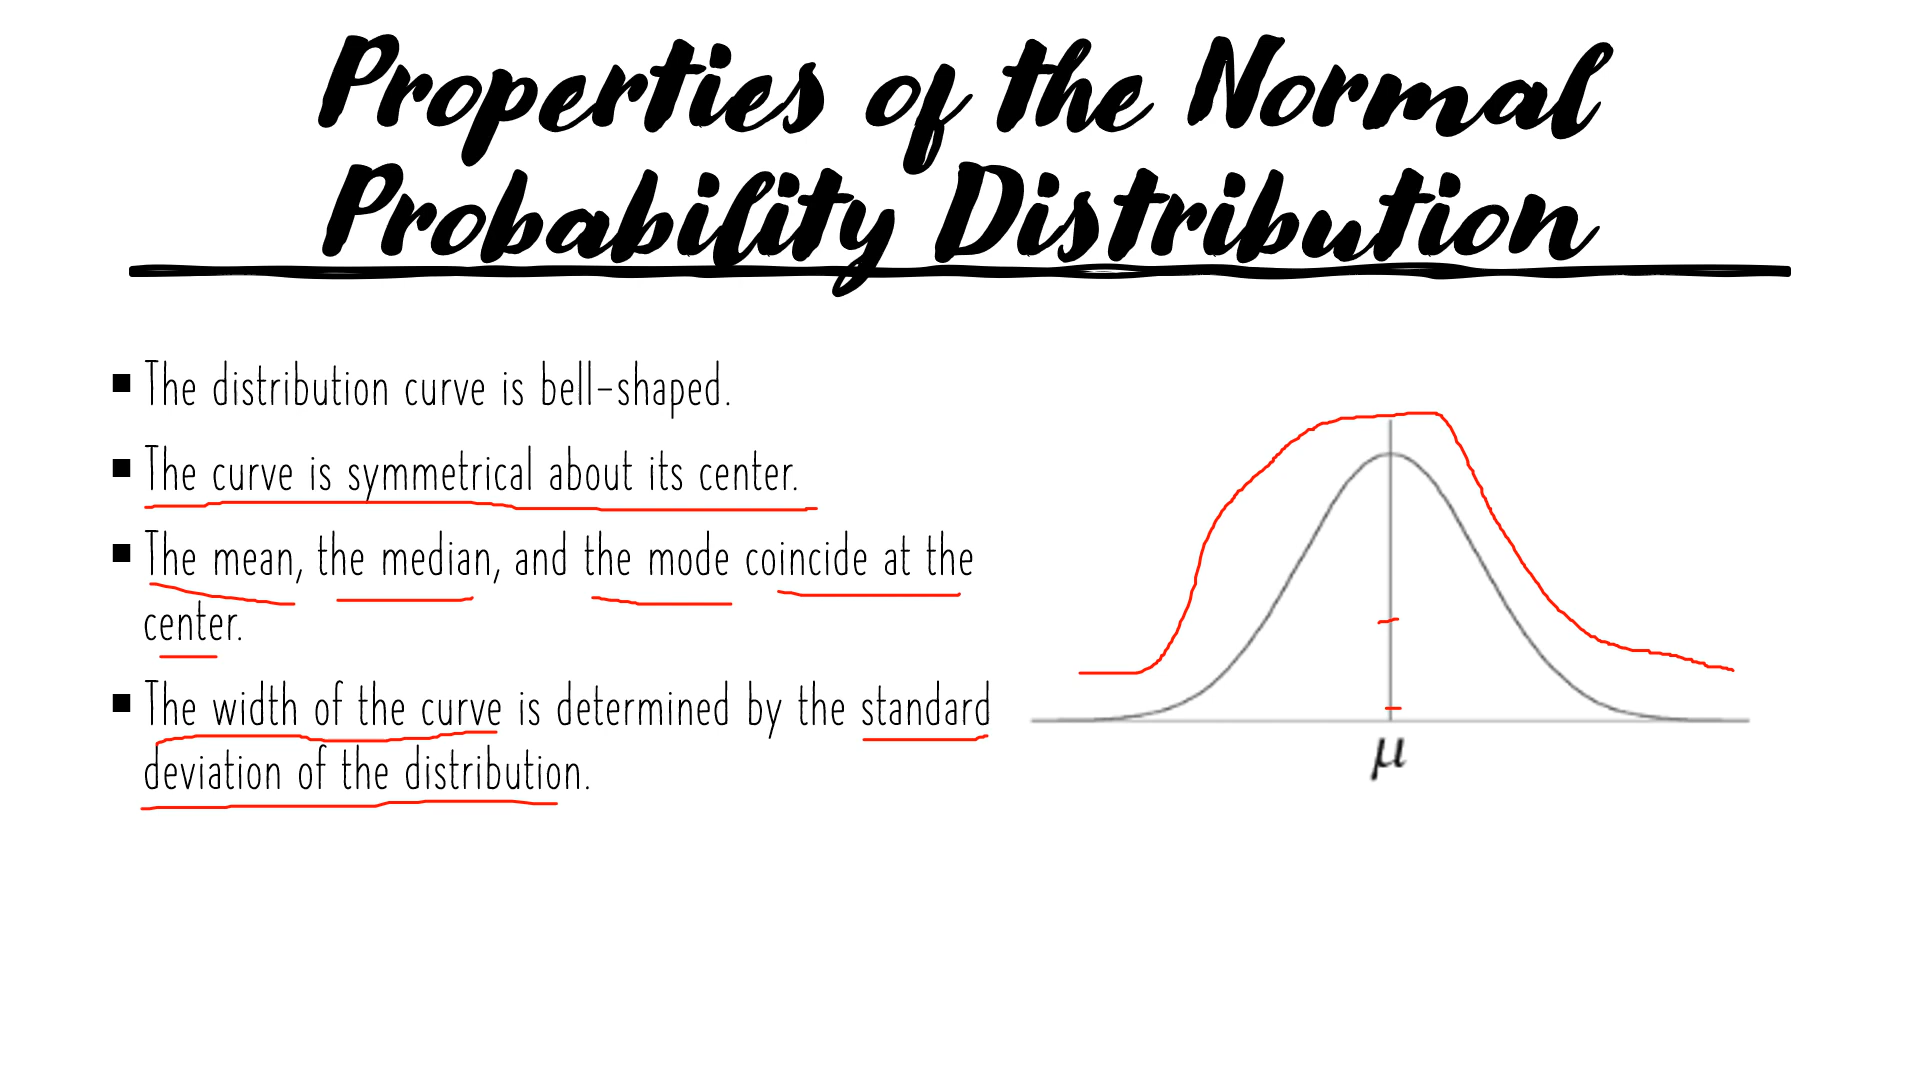 Properties of the Normal
Probability Distribution
▪ The distribution curve is bell-shaped.
▪ The curve is symmetrical about its center.
▪ The mean, the median, and the mode coincide at the
center.
▪ The width of the curve is determined by the standard
deviation of the distribution.
μ